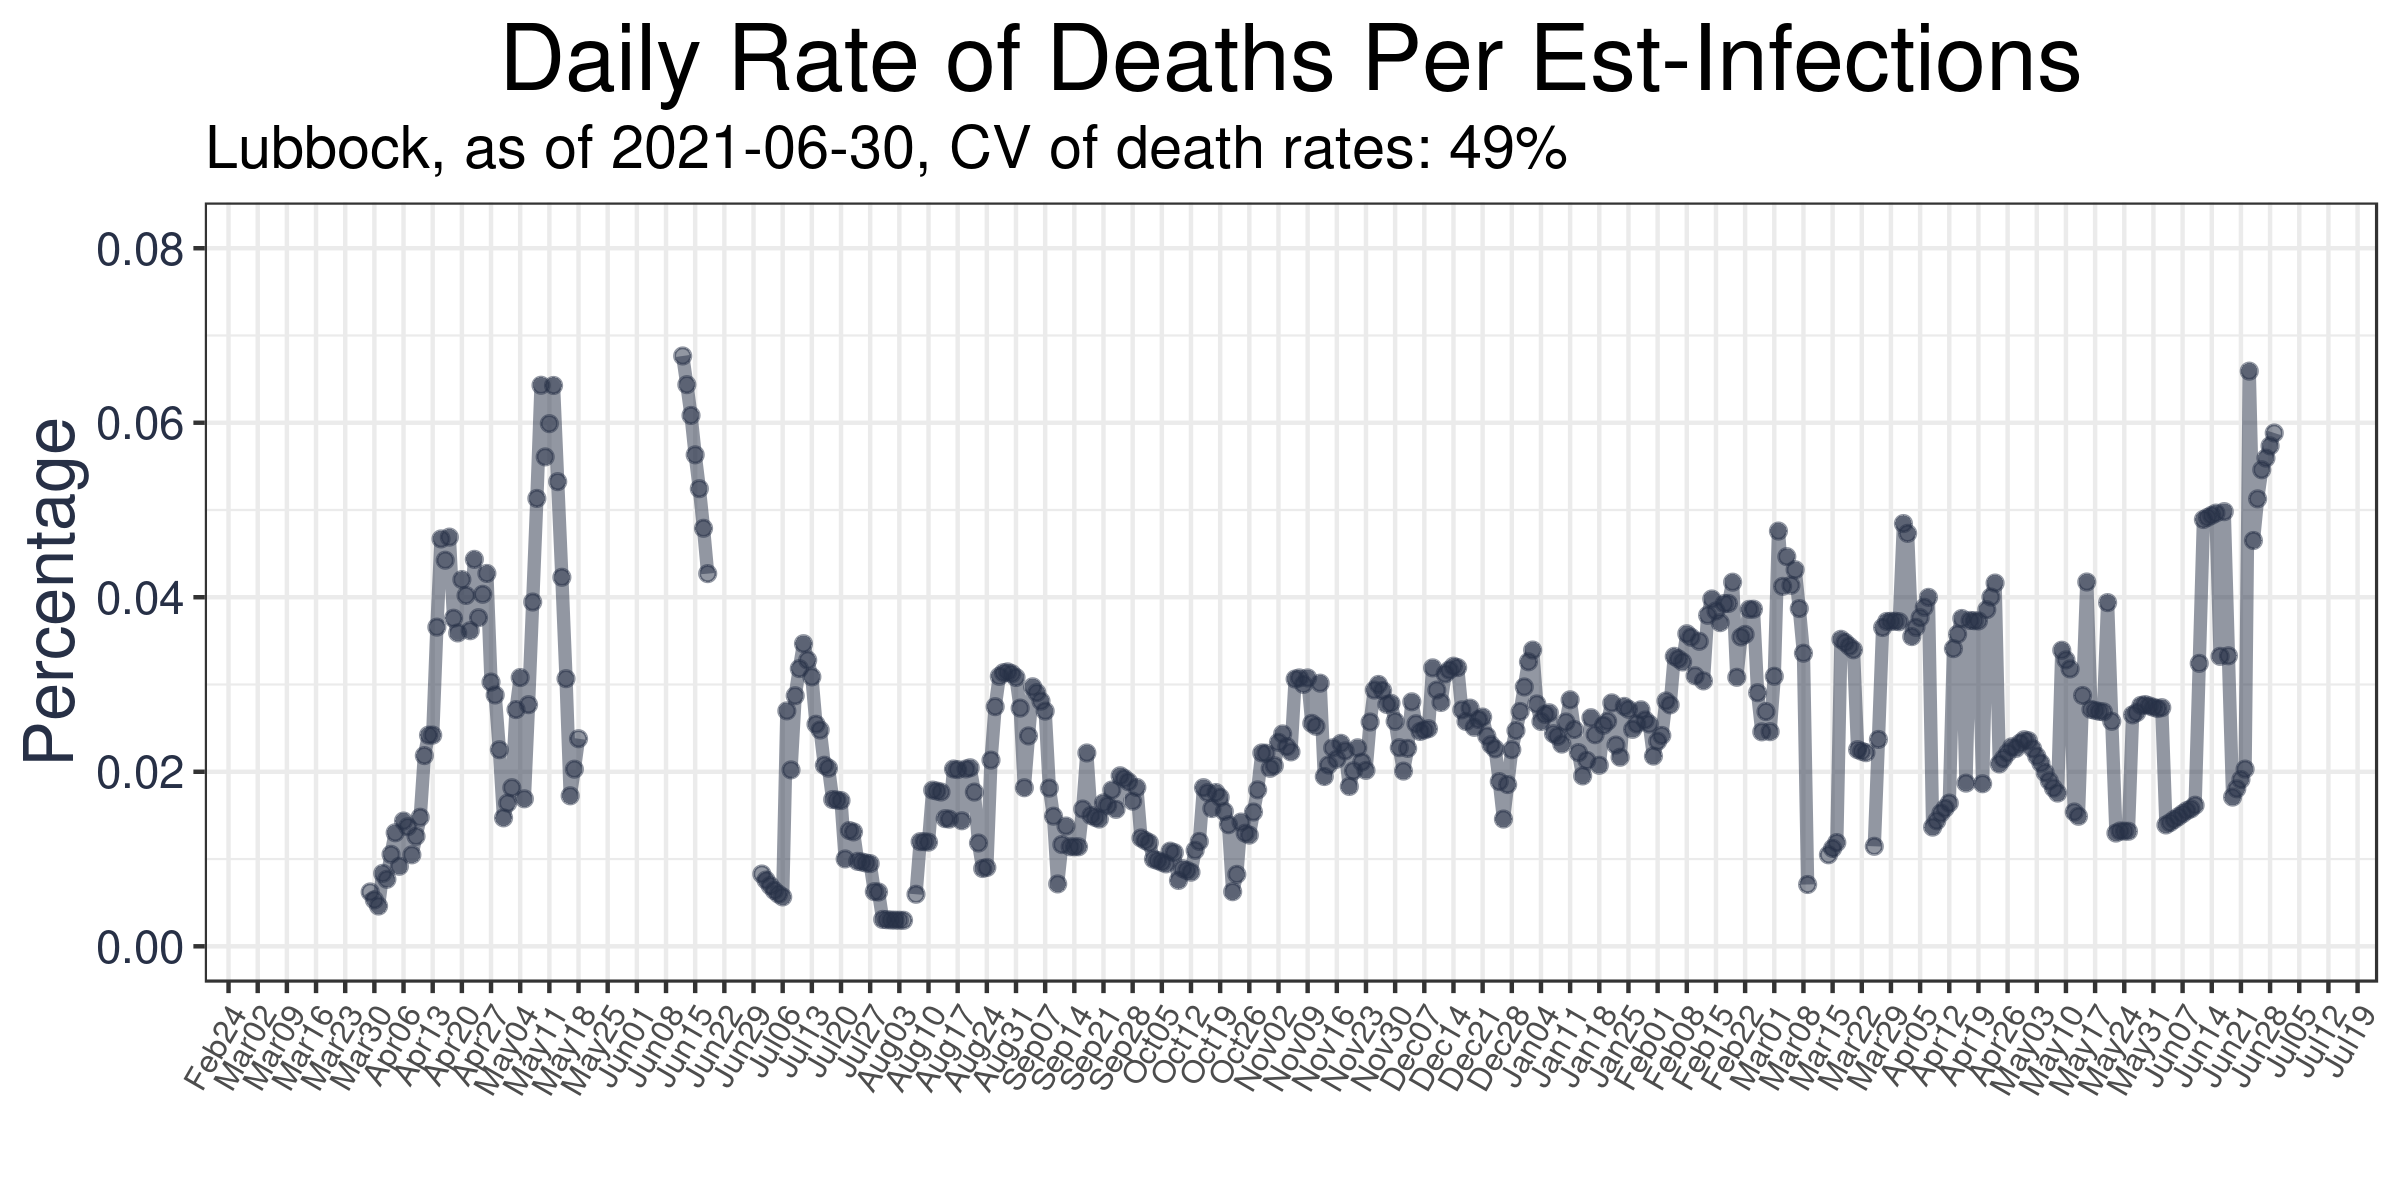 Daily Rate of Deaths Per Est-Infections
Lubbock, as of 2021-06-30, CV of death rates: 49%
Percentage
0.08
0.06
0.04
0.02
0.00
Feb24
Mar02
Mar09
Mar16
Mar23
Mar30
Apr06
Apr13
Apr20
Apr27
May04
May11
May18
May25
Jun01
Jun08
Jun15
Jun22
Jun29
Jul06
Jul13
Jul20
Jul27
Aug03
Aug10
Aug17
Aug24
Aug31
Sep07
Sep14
Sep21
Sep28
Oct05
Oct12
Oct19
Oct26
Nov02
Nov09
Nov16
Nov23
Nov30
Dec07
Dec14
Dec21
Dec28
Jan04
Jan11
Jan18
Jan25
Feb01
Feb08
Feb15
Feb22
Mar01
Mar08
Mar15
Mar22
Mar29
Apr05
Apr12
Apr19
Apr26
May03
May10
May17
May24
May31
Jun07
Jun14
Jun21
Jun28
Jul05
Jul12
Jul19